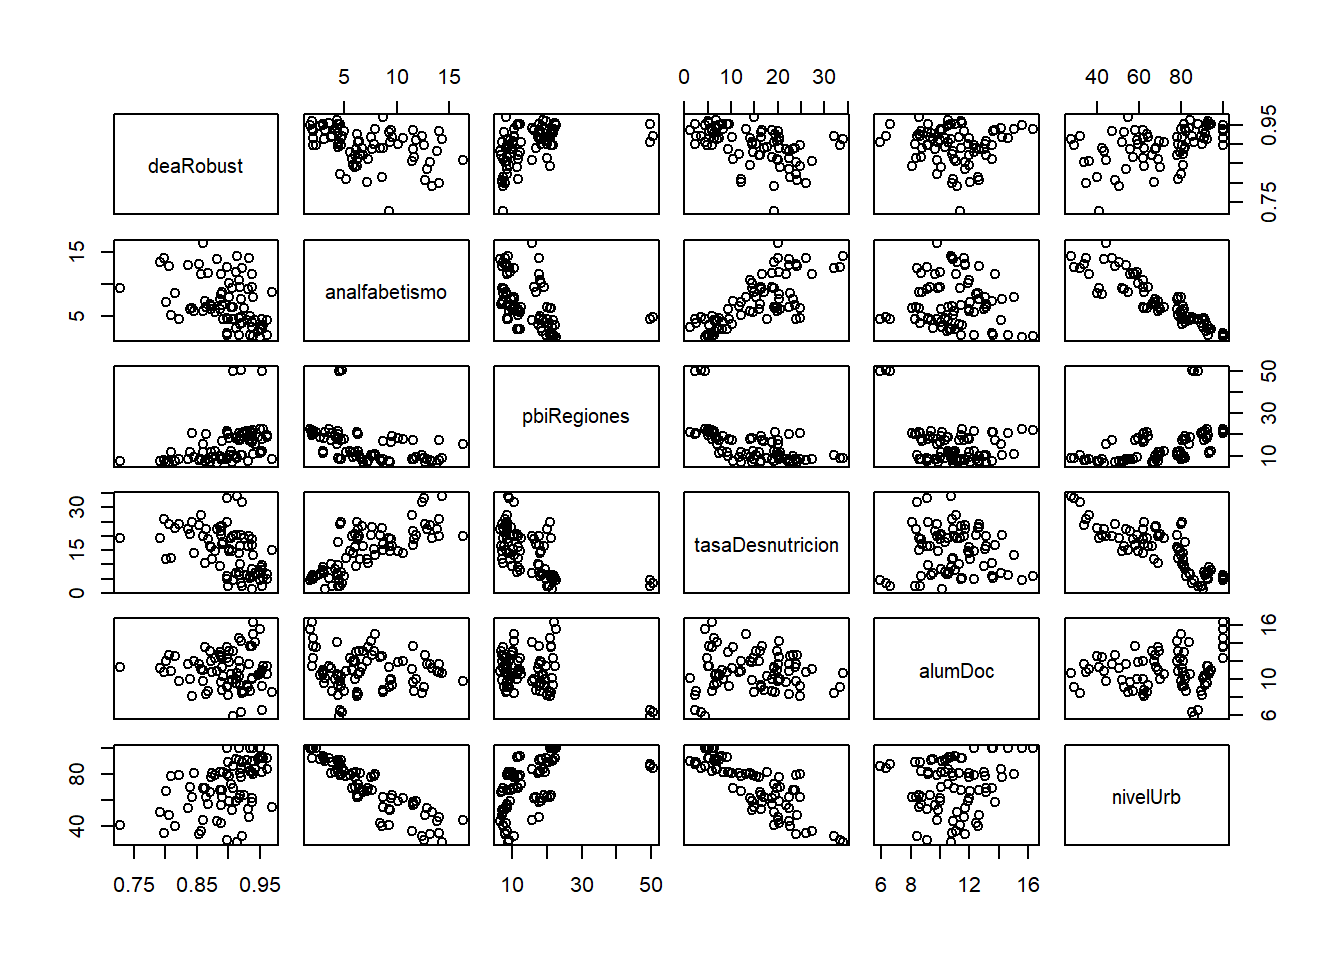 5 10 15
0 10 20 30
40 60 80
deaRobust
0.75 0.95
5 15
analfabetismo
pbiRegiones
10 30 50
0 15 30
tasaDesnutricion
alumDoc
6 10 16
40 80
nivelUrb
0.75 0.85 0.95
10 30 50
6 8 12 16